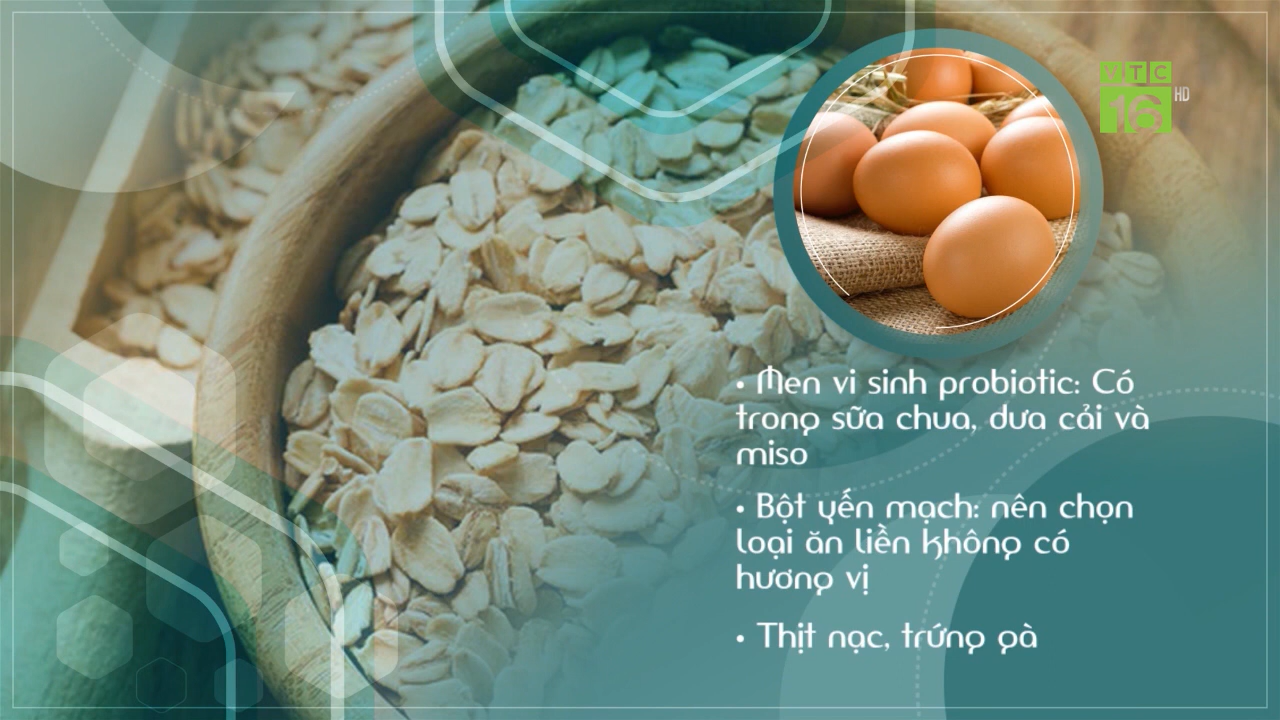 VTC
16 HD
• Men vi sinh probiotic: Có
trong sữa chua, dưa cải và
miso
• Bột yến mạch: nên chọn
loại ăn liền không có
hương vị
• Thịt nạc, trứng gà